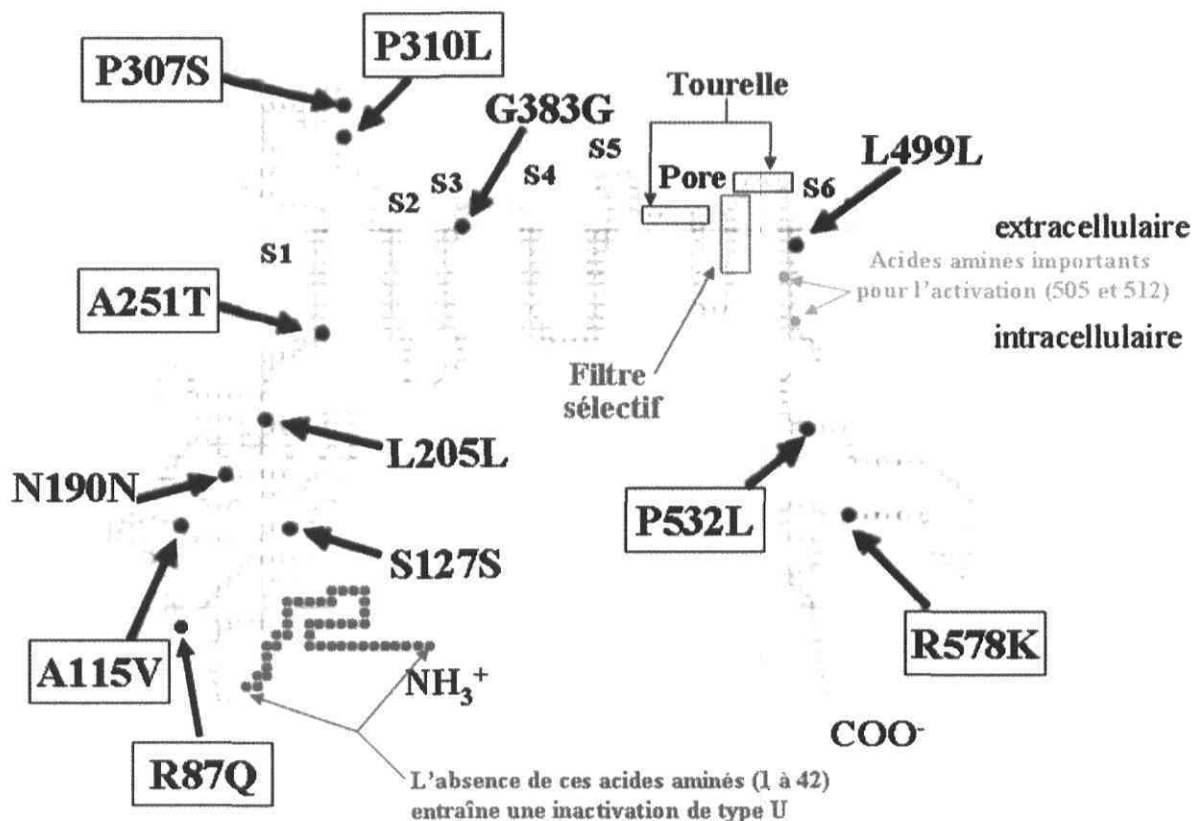 P307S
P310L
G383G
Tourelle
L499L
S1
S2
S3
S4
S5
Pore
S6
extracellulaire
Acides aminés importants
pour l'activation (505 et 512)
intracellulaire
A251T
Filtre
sélectif
L205L
N190N
S127S
P532L
A115V
R87Q
NH₃⁺
R578K
COO⁻
L'absence de ces acides aminés (1 à 42)
entraîne une inactivation de type U